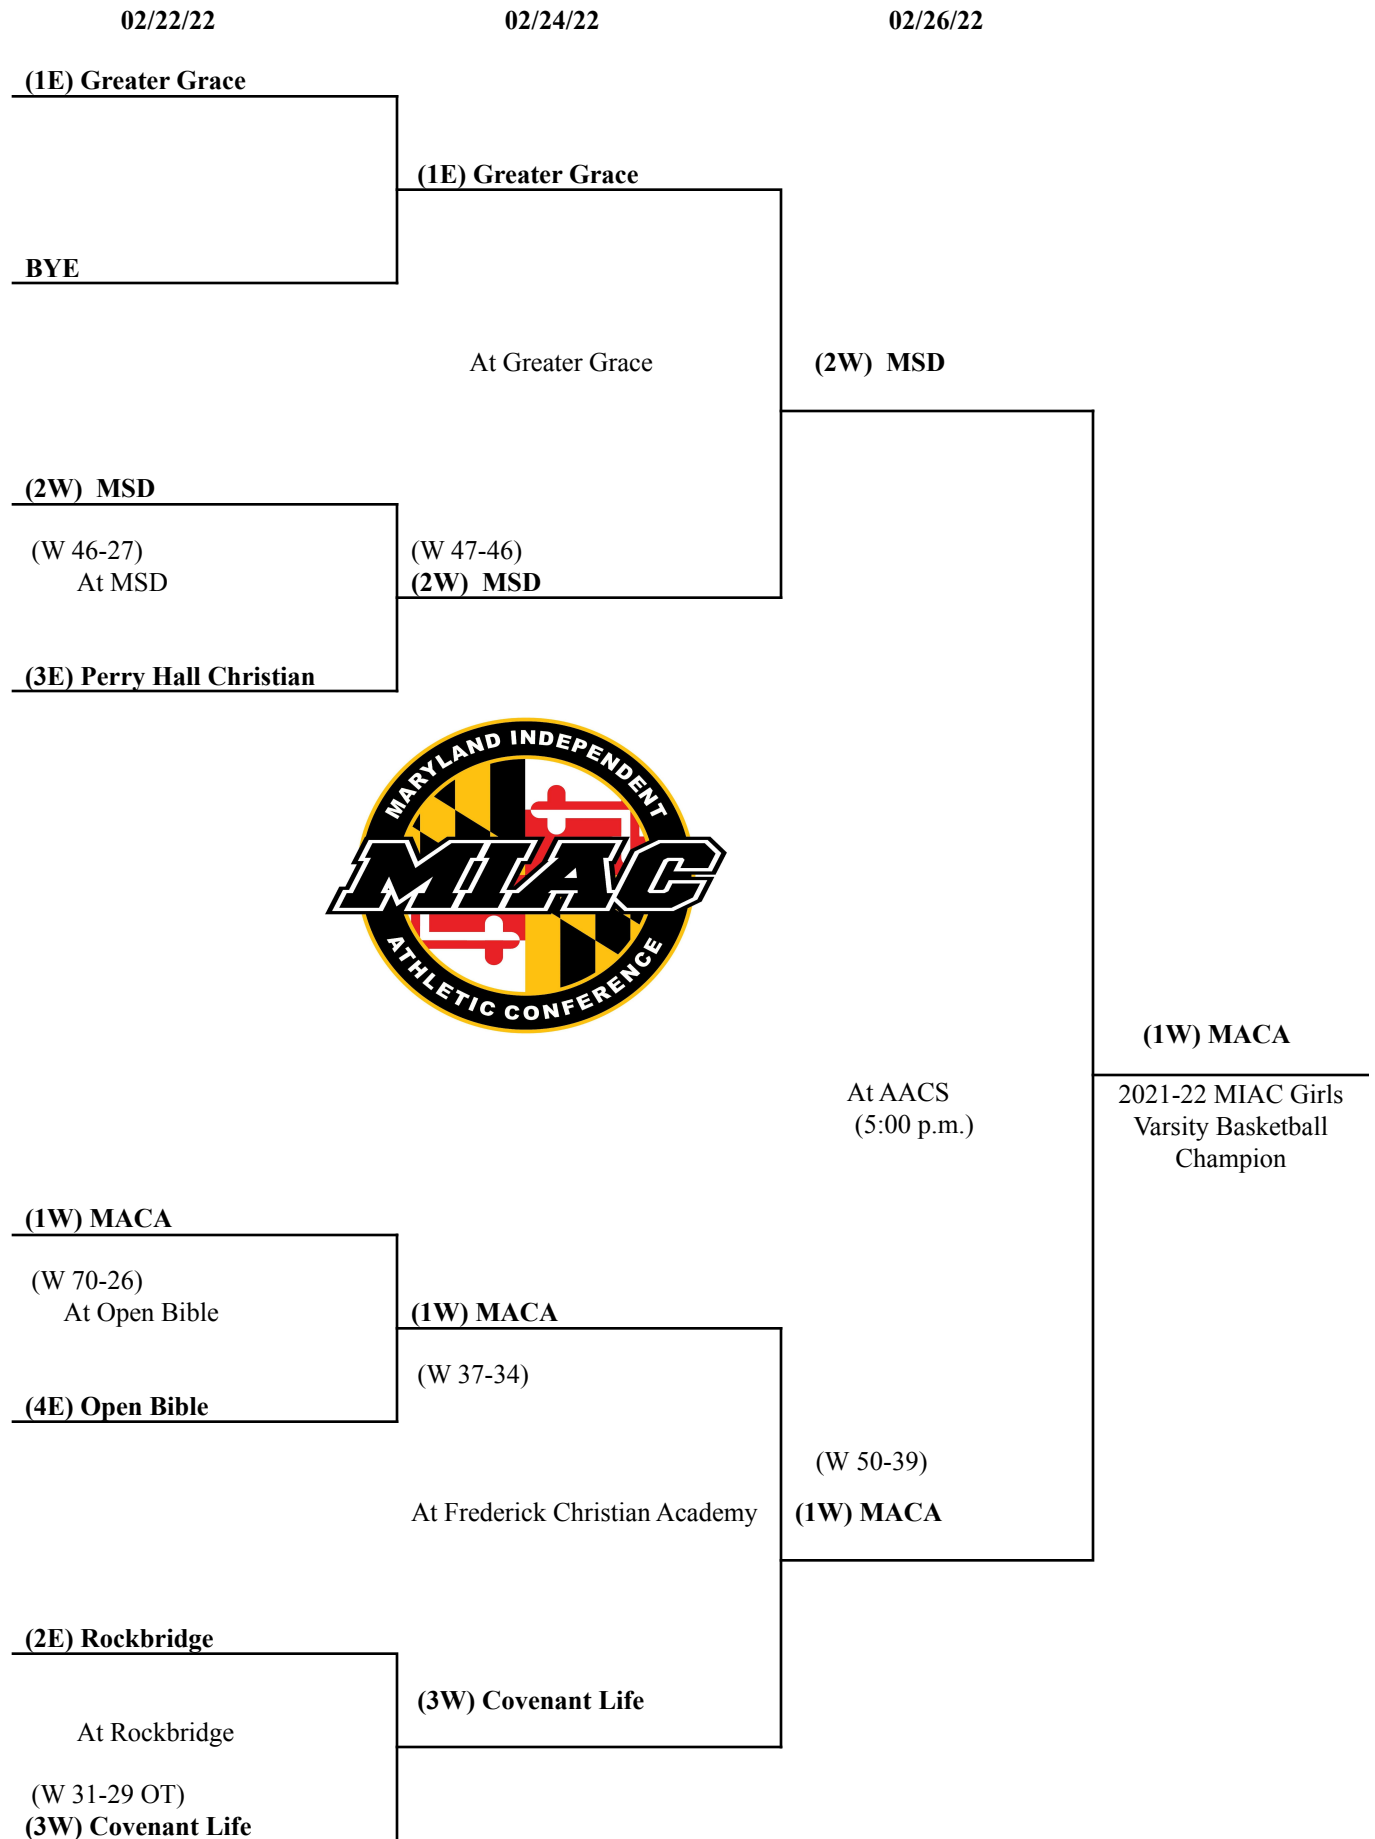 02/22/22 02/24/22 02/26/22
(1E) Greater Grace
(1E) Greater Grace
BYE
At Greater Grace (2W) MSD
(2W) MSD
(W 46-27) (W 47-46)
At MSD (2W) MSD
(3E) Perry Hall Christian
MARYLAND INDEPENDENT
MIAC
ATHLETIC CONFERENCE
(1W) MACA
At AACS 2021-22 MIAC Girls
(5:00 p.m.) Varsity Basketball
Champion
(1W) MACA
(W 70-26)
At Open Bible (1W) MACA
(W 37-34)
(4E) Open Bible
(W 50-39)
At Frederick Christian Academy (1W) MACA
(2E) Rockbridge
(3W) Covenant Life
At Rockbridge
(W 31-29 OT)
(3W) Covenant Life